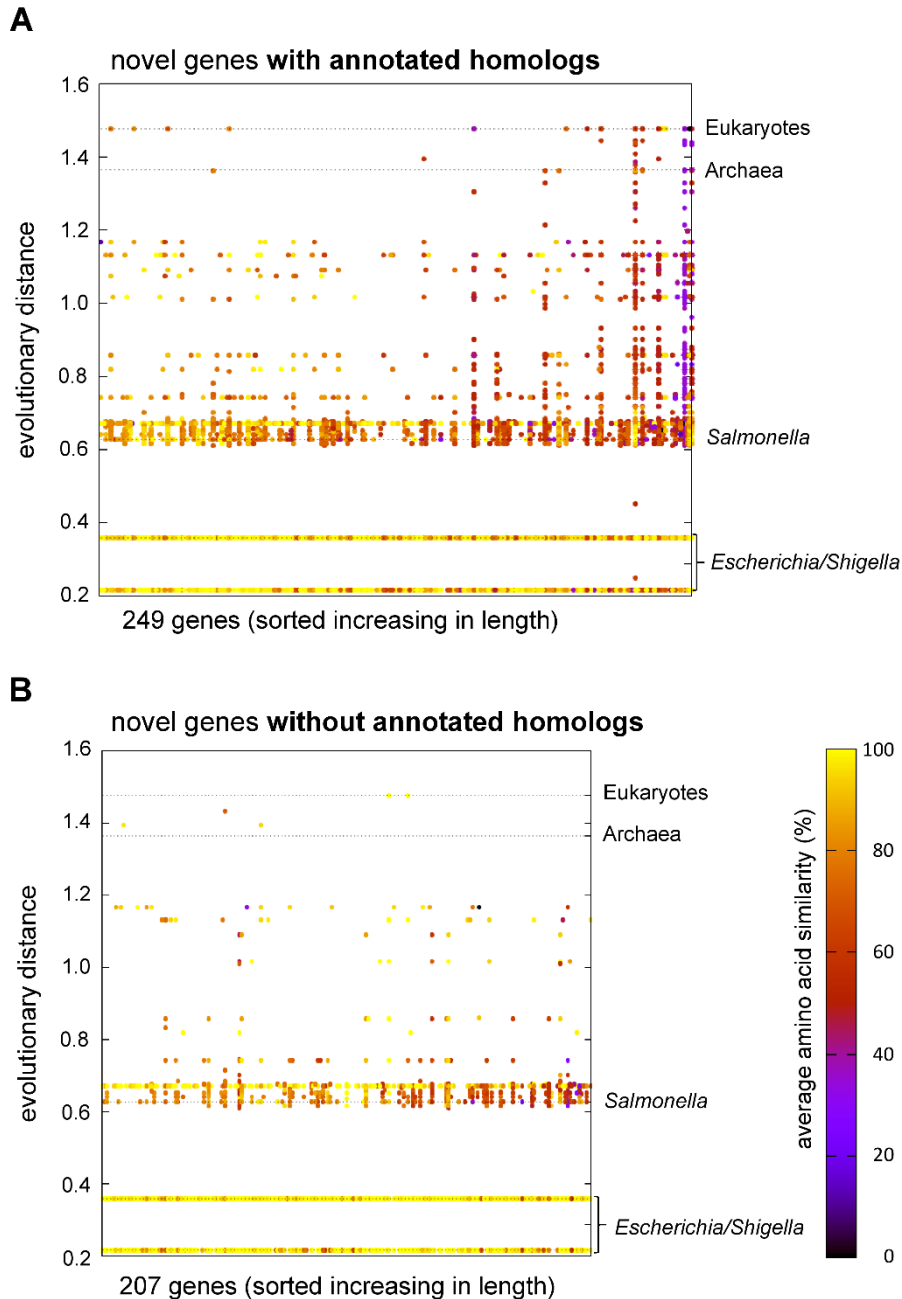 A
novel genes with annotated homologs
1.6
1.4
1.2
1.0
0.8
0.6
0.4
0.2
evolutionary distance
Eukaryotes
Archaea
Salmonella
Escherichia/Shigella
249 genes (sorted increasing in length)
B
novel genes without annotated homologs
1.6
1.4
1.2
1.0
0.8
0.6
0.4
0.2
evolutionary distance
Eukaryotes
Archaea
Salmonella
Escherichia/Shigella
207 genes (sorted increasing in length)
average amino acid similarity (%)
100
80
60
40
20
0